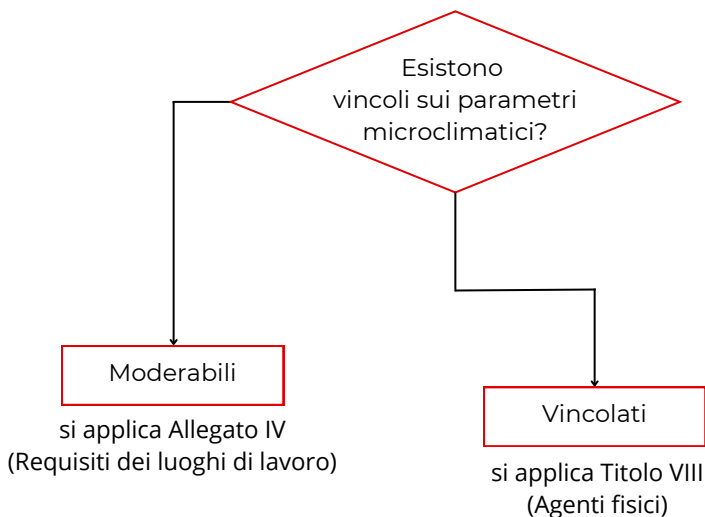 Esistono
vincoli sui parametri
microclimatici?
Moderabili
si applica Allegato IV
(Requisiti dei luoghi di lavoro)
Vincolati
si applica Titolo VIII
(Agenti fisici)